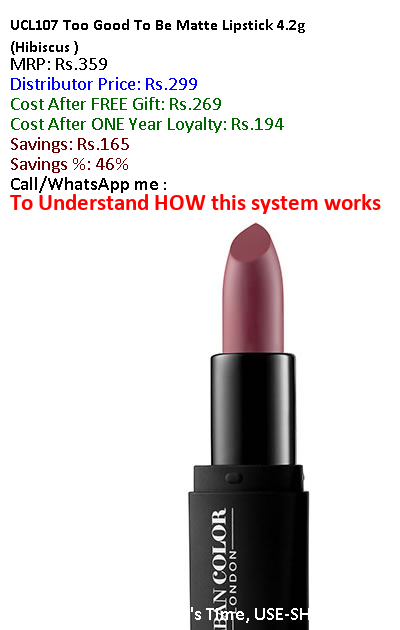 UCL107 Too Good To Be Matte Lipstick 4.2g
(Hibiscus )
MRP: Rs.359
Distributor Price: Rs.299
Cost After FREE Gift: Rs.269
Cost After ONE Year Loyalty: Rs.194
Savings: Rs.165
Savings %: 46%
Call/WhatsApp me :
To Understand HOW this system works
COLOR
LONDON
Time,